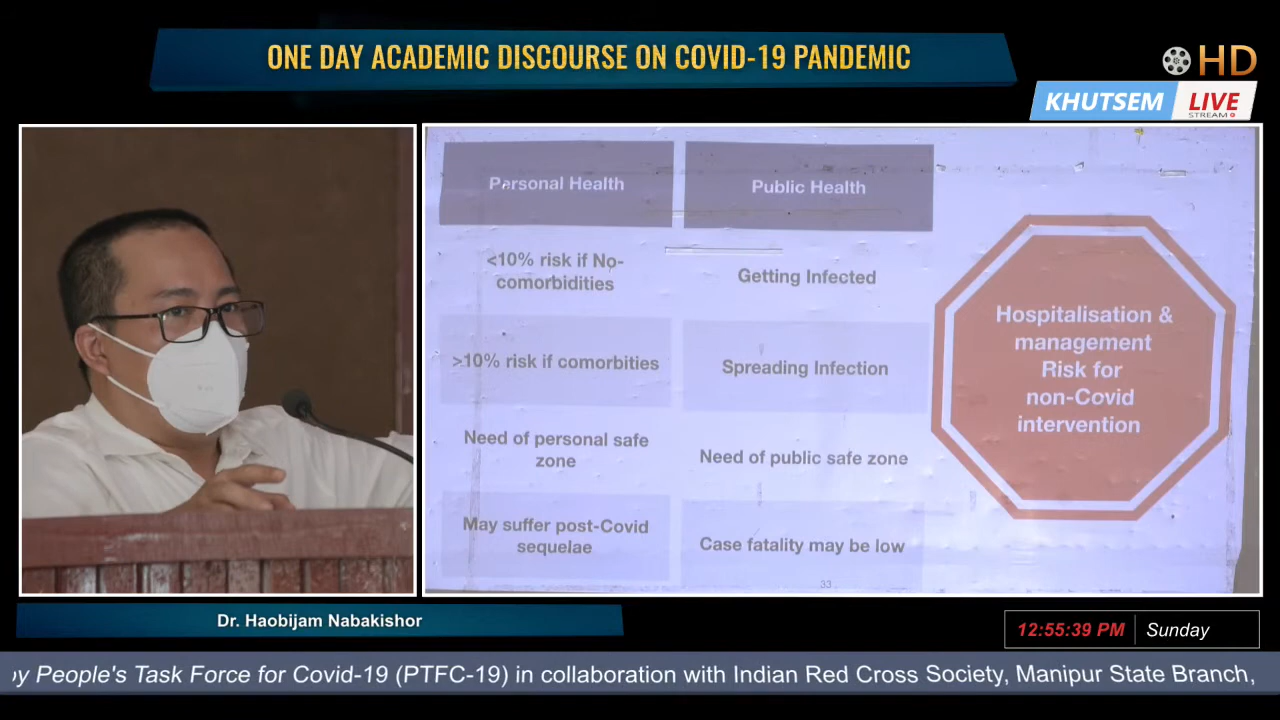 ONE DAY ACADEMIC DISCOURSE ON COVID-19 PANDEMIC
HD
KHUTSEM
LIVE
STREAM
Personal Health
Public Health
<10% risk if No-
comorbidities
Getting Infected
>10% risk if comorbities
Spreading Infection
Need of personal safe
zone
Need of public safe zone
May suffer post-Covid
sequelae
Case fatality may be low
33
Hospitalisation &
management
Risk for
non-Covid
intervention
Dr. Haobijam Nabakishor
12:55:39 PM
Sunday
People's Task Force for Covid-19 (PTFC-19) in collaboration with Indian Red Cross Society, Manipur State Branch,